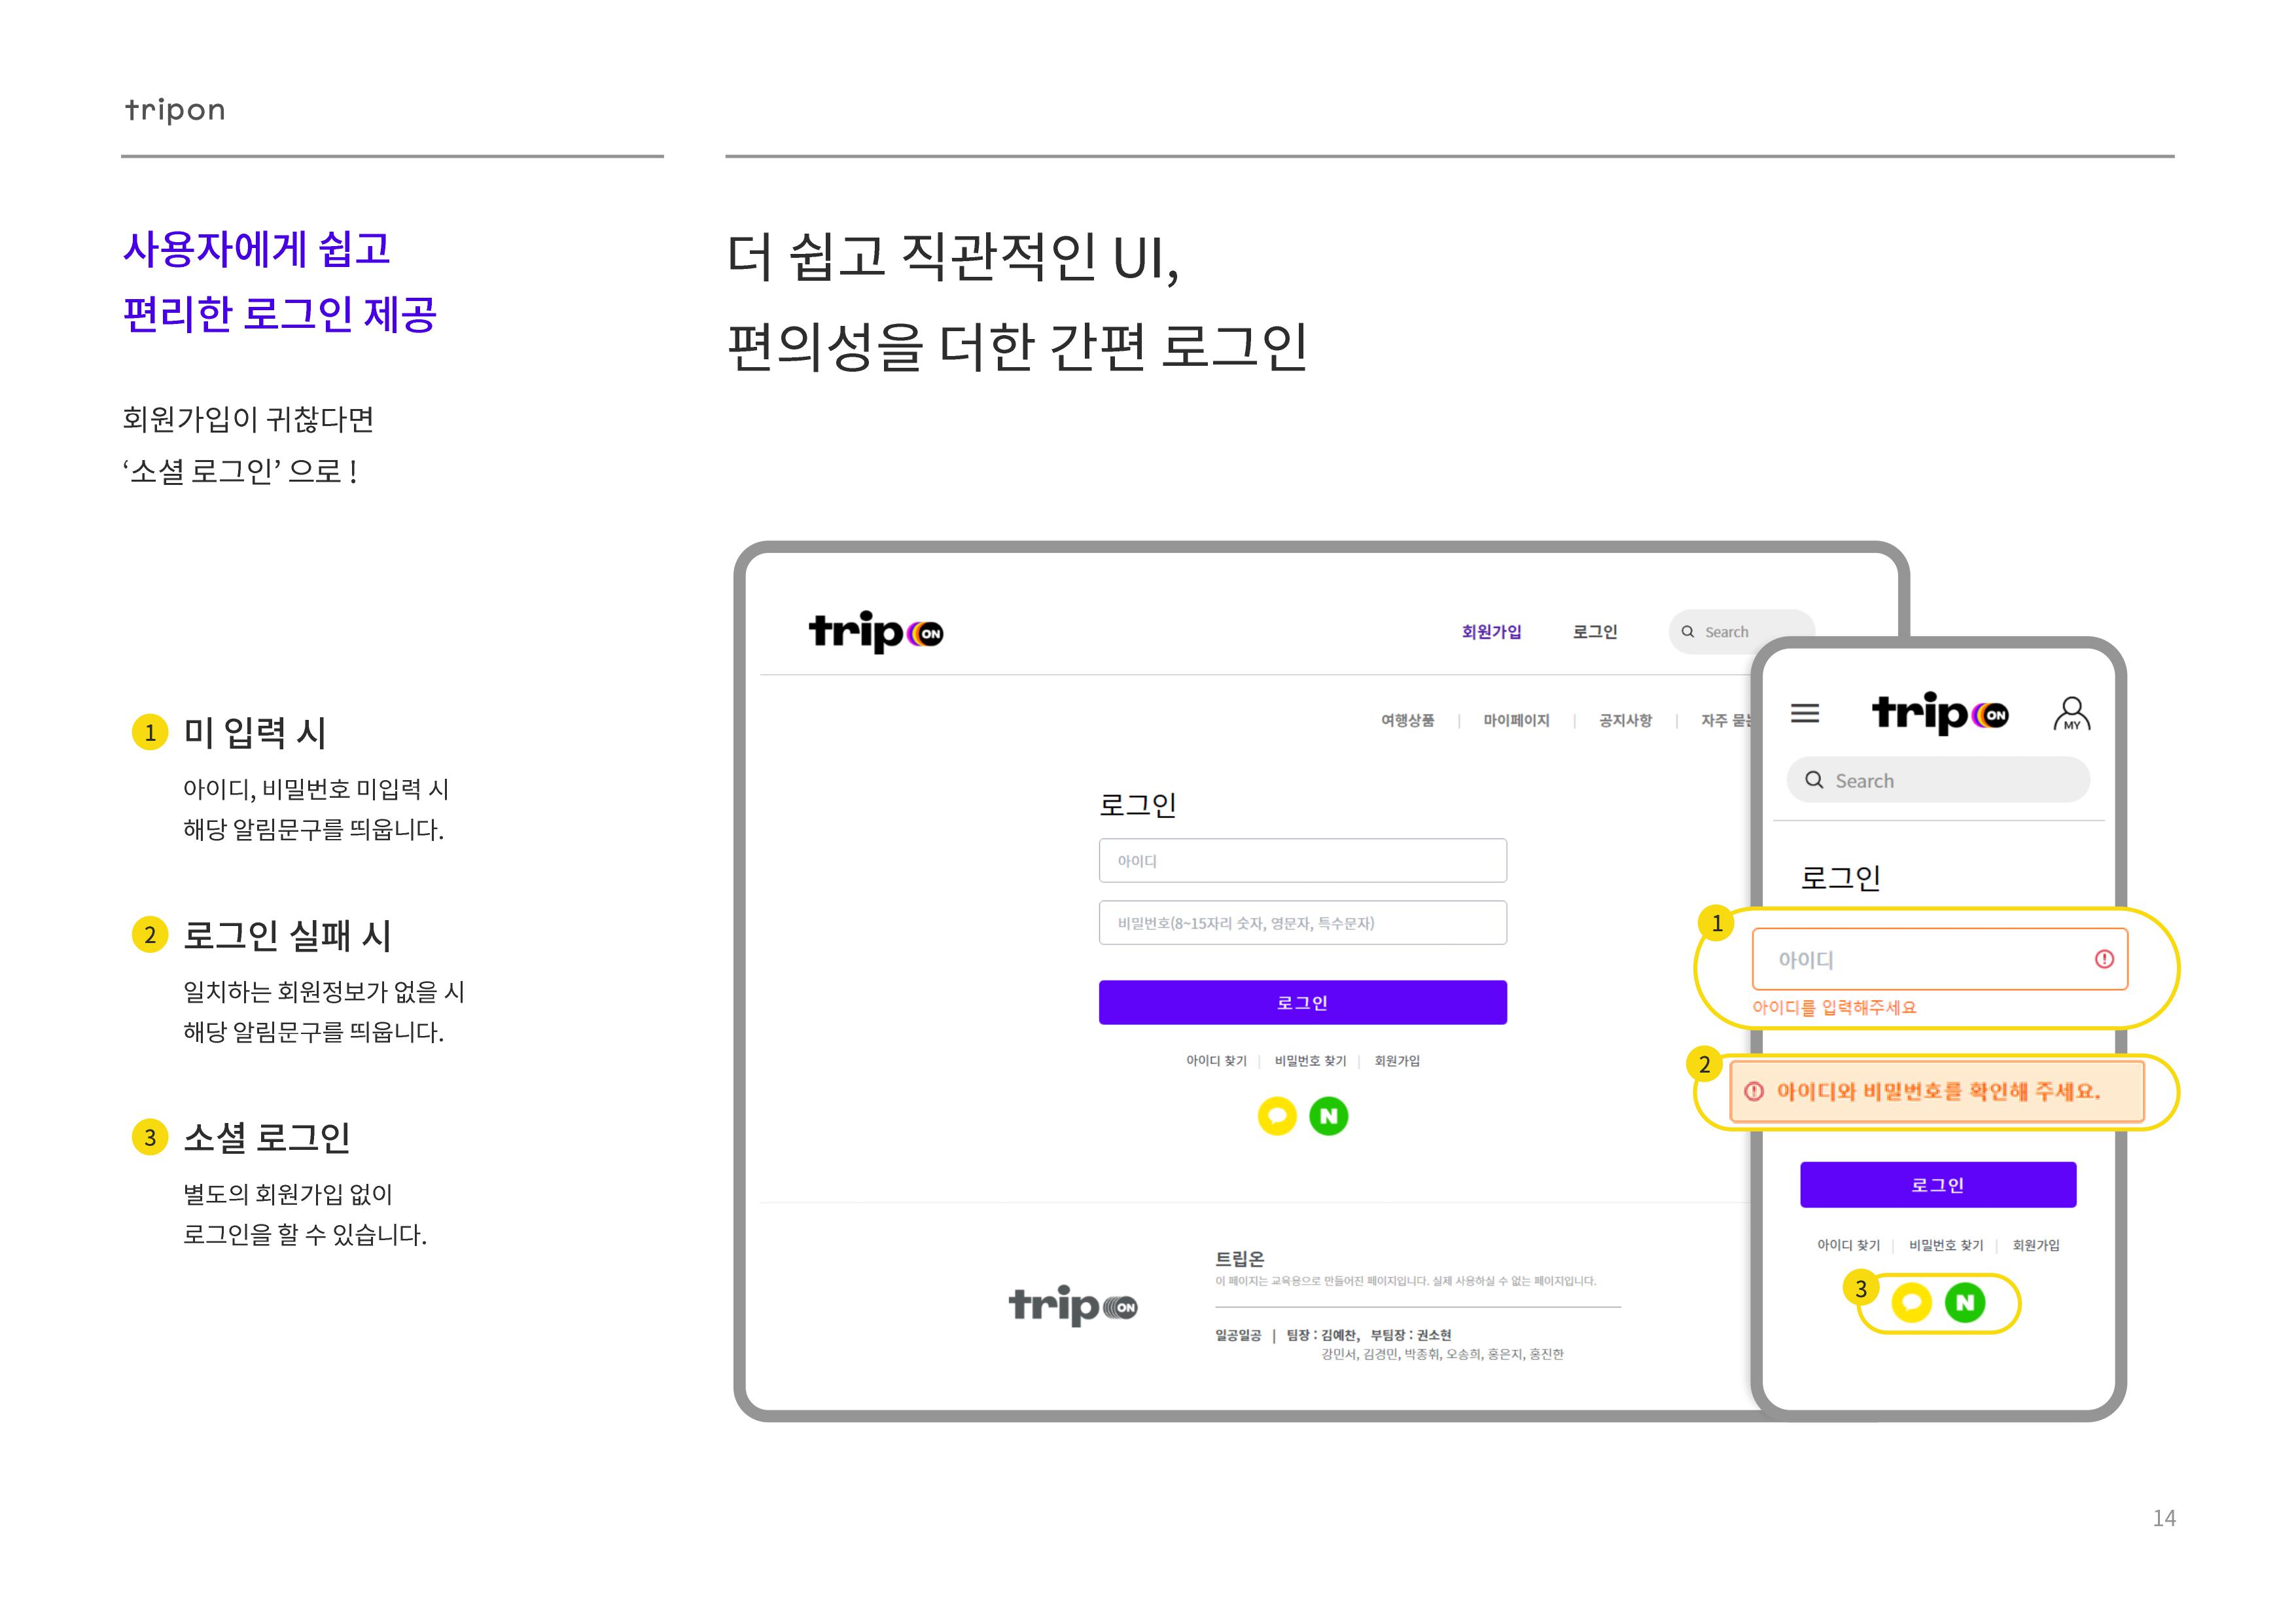 tripon
사용자에게 쉽고
편리한 로그인 제공
회원가입이 귀찮다면
‘소셜 로그인’ 으로 !
1 미 입력 시
아이디, 비밀번호 미입력 시
해당 알림문구를 띄웁니다.
2 로그인 실패 시
일치하는 회원정보가 없을 시
해당 알림문구를 띄웁니다.
3 소셜 로그인
별도의 회원가입 없이
로그인을 할 수 있습니다.
더 쉽고 직관적인 UI,
편의성을 더한 간편 로그인
trip ON
회원가입 로그인 Search
여행상품 | 마이페이지 | 공지사항 | 자주
로그인
아이디
비밀번호(8~15자리 숫자, 영문자, 특수문자)
로그인
아이디 찾기 | 비밀번호 찾기 | 회원가입
N
trip ON
트립온
이 페이지는 교육용으로 만들어진 페이지입니다. 실제 사용하실 수 없는 페이지입니다.
일공일공 | 팀장 : 김예찬, 부팀장 : 권소현
강민서, 김경민, 박종휘, 오송희, 홍은지, 홍진한
trip ON
MY
Search
로그인
1
아이디
아이디를 입력해주세요
2
아이디와 비밀번호를 확인해 주세요.
로그인
아이디 찾기 | 비밀번호 찾기 | 회원가입
3
N
14